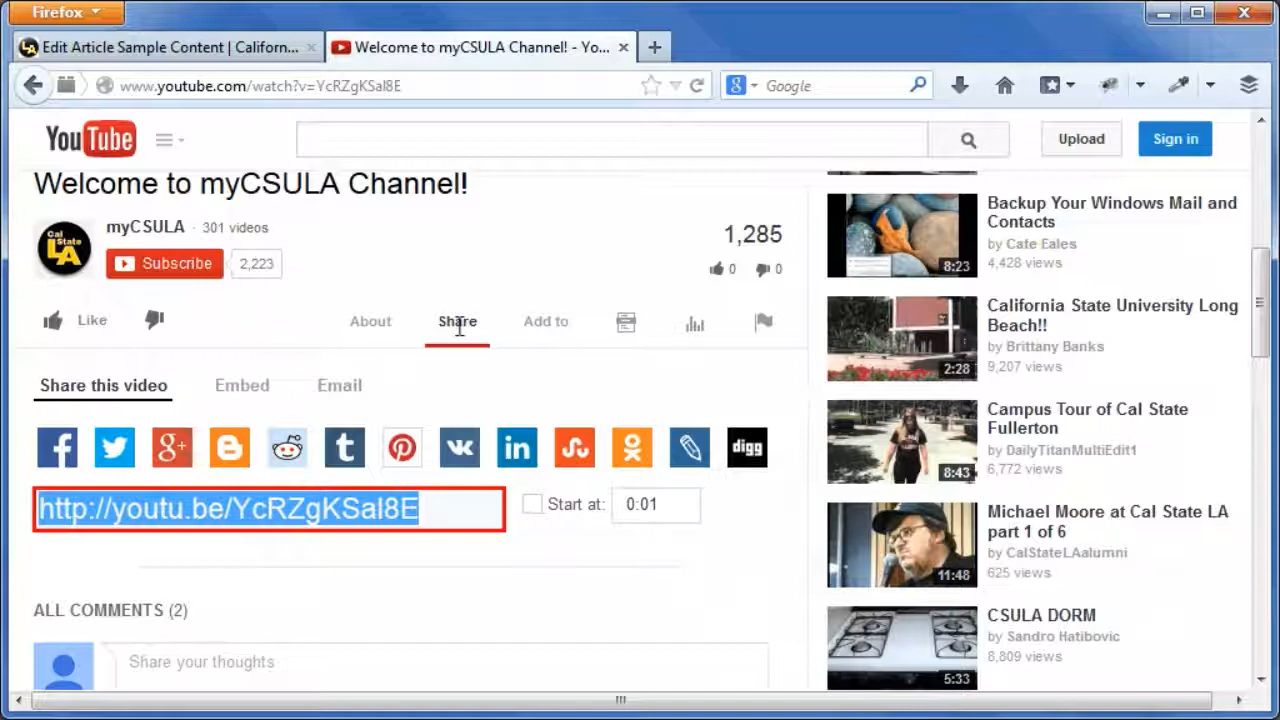 Firefox
Edit Article Sample Content | Californ...
Welcome to myCSULA Channel! - Yo...
www.youtube.com/watch?v=YcRZgKSal8E
Google
YouTube
Upload
Sign in
Welcome to myCSULA Channel!
Cal State LA
myCSULA · 301 videos
Subscribe
2,223
1,285
0
0
Like
About
Share
Add to
Share this video
Embed
Email
digg
http://youtu.be/YcRZgKSal8E
Start at:
0:01
ALL COMMENTS (2)
Share your thoughts
Backup Your Windows Mail and
Contacts
by Cate Eales
4,428 views
8:23
California State University Long
Beach!!
by Brittany Banks
9,207 views
2:28
Campus Tour of Cal State
Fullerton
by DailyTitanMultiEdit1
6,772 views
8:43
Michael Moore at Cal State LA
part 1 of 6
by CalStateLAalumni
625 views
11:48
CSULA DORM
by Sandro Hatibovic
8,809 views
5:33